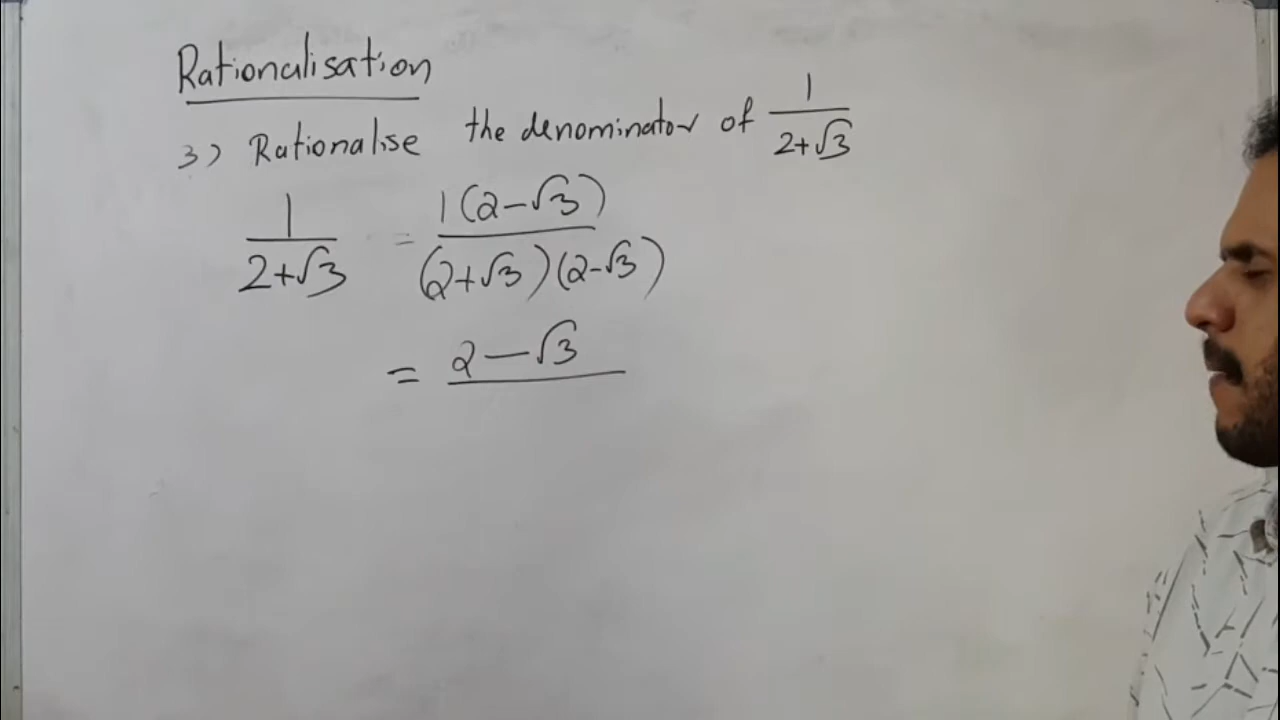 Rationalisation
3) Rationalise the denominator of 1/(2+√3)
1/(2+√3) = 1(2-√3)/((2+√3)(2-√3))
= 2-√3